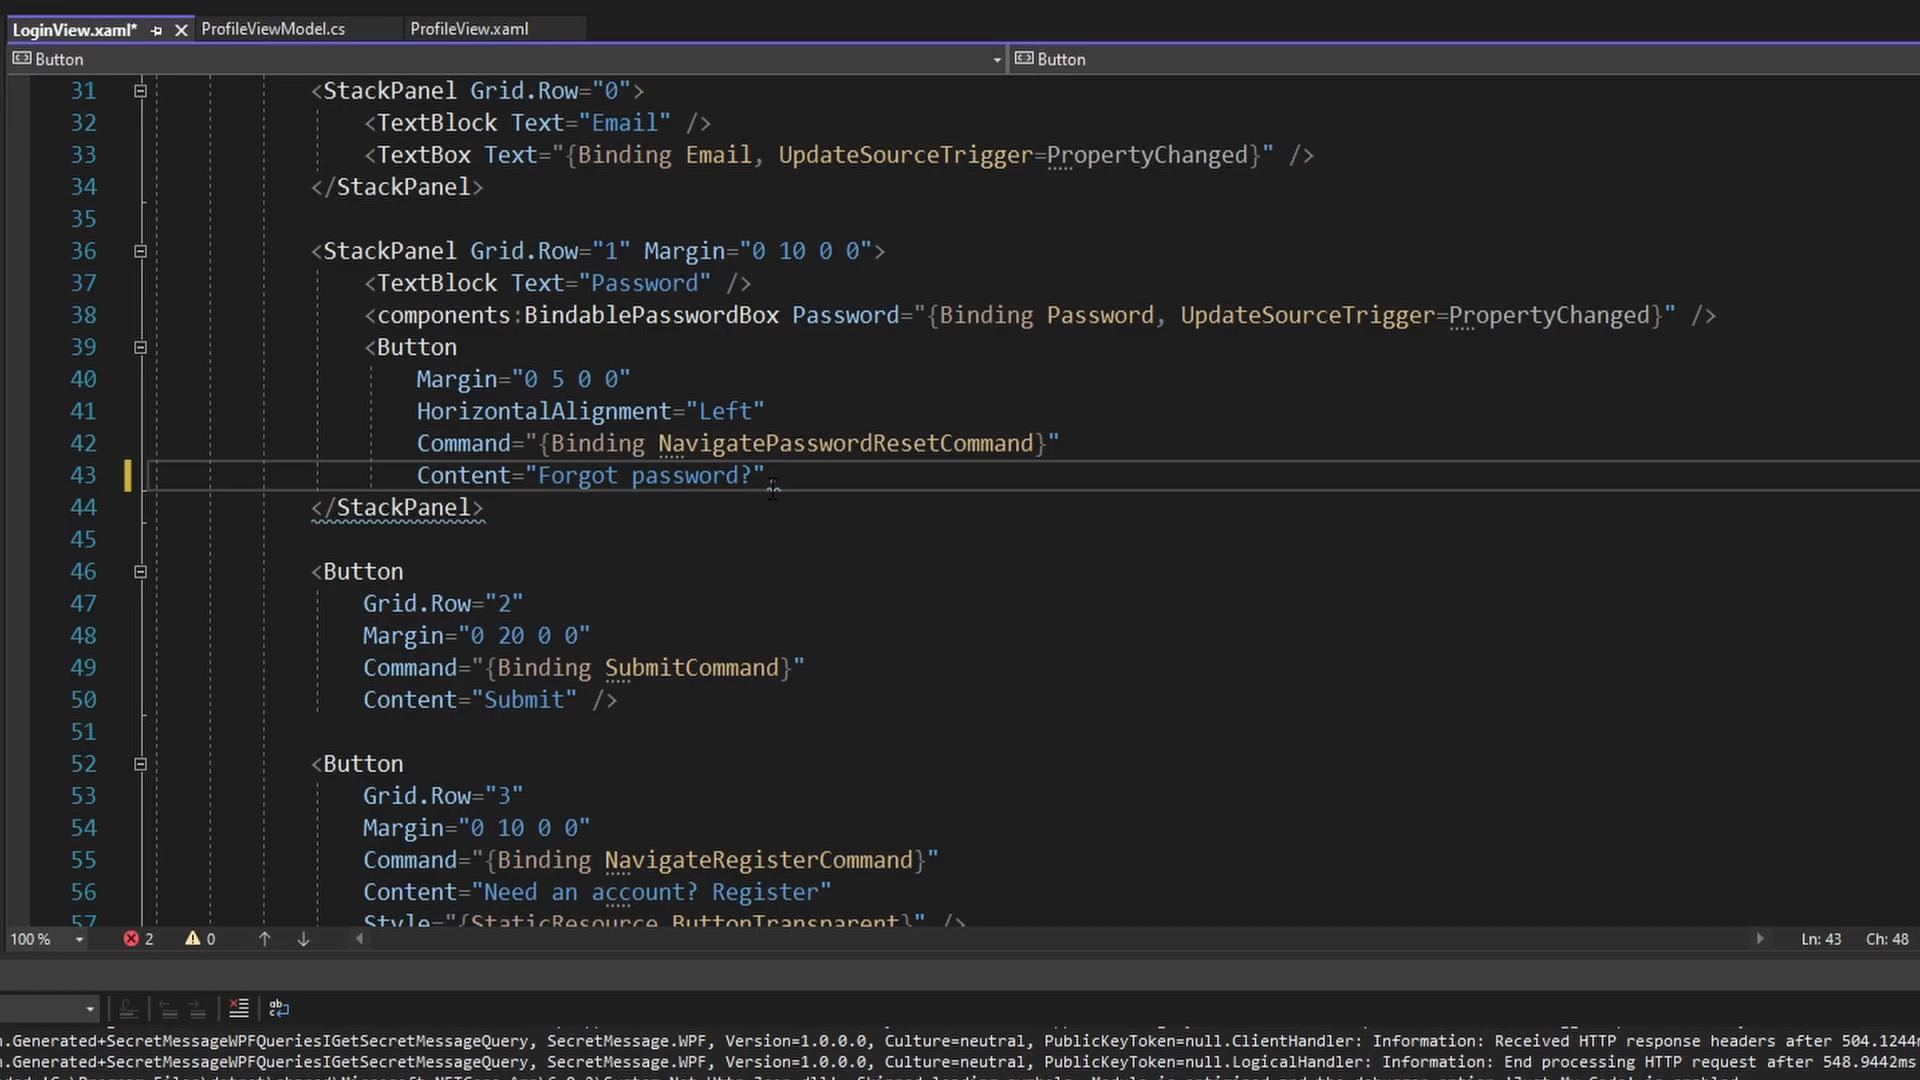 LoginView.xaml*
ProfileViewModel.cs
ProfileView.xaml
Button
Button
31 <StackPanel Grid.Row="0">
32 <TextBlock Text="Email" />
33 <TextBox Text="{Binding Email, UpdateSourceTrigger=PropertyChanged}" />
34 </StackPanel>
35
36 <StackPanel Grid.Row="1" Margin="0 10 0 0">
37 <TextBlock Text="Password" />
38 <components:BindablePasswordBox Password="{Binding Password, UpdateSourceTrigger=PropertyChanged}" />
39 <Button
40 Margin="0 5 0 0"
41 HorizontalAlignment="Left"
42 Command="{Binding NavigatePasswordResetCommand}"
43 Content="Forgot password?"
44 </StackPanel>
45
46 <Button
47 Grid.Row="2"
48 Margin="0 20 0 0"
49 Command="{Binding SubmitCommand}"
50 Content="Submit" />
51
52 <Button
53 Grid.Row="3"
54 Margin="0 10 0 0"
55 Command="{Binding NavigateRegisterCommand}"
56 Content="Need an account? Register"
57 Style="{StaticResource ButtonTransparent}" />
100 % 2 0 Ln: 43 Ch: 48
n.Generated+SecretMessageWPFQueriesIGetSecretMessageQuery, SecretMessage.WPF, Version=1.0.0.0, Culture=neutral, PublicKeyToken=null.ClientHandler: Information: Received HTTP response headers after 504.1244m
n.Generated+SecretMessageWPFQueriesIGetSecretMessageQuery, SecretMessage.WPF, Version=1.0.0.0, Culture=neutral, PublicKeyToken=null.LogicalHandler: Information: End processing HTTP request after 548.9442ms